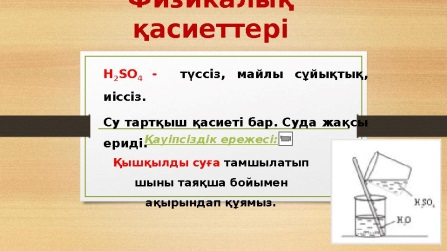 Физикалық
қасиеттері
H₂SO₄ - түссіз, майлы сұйықтық,
иіссіз.
Су тартқыш қасиеті бар. Суда жақсы
ериді.
Қауіпсіздік ережесі:
Қышқылды суға тамшылатып
шыны таяқша бойымен
ақырындап құямыз.
H₂SO₄
H₂O